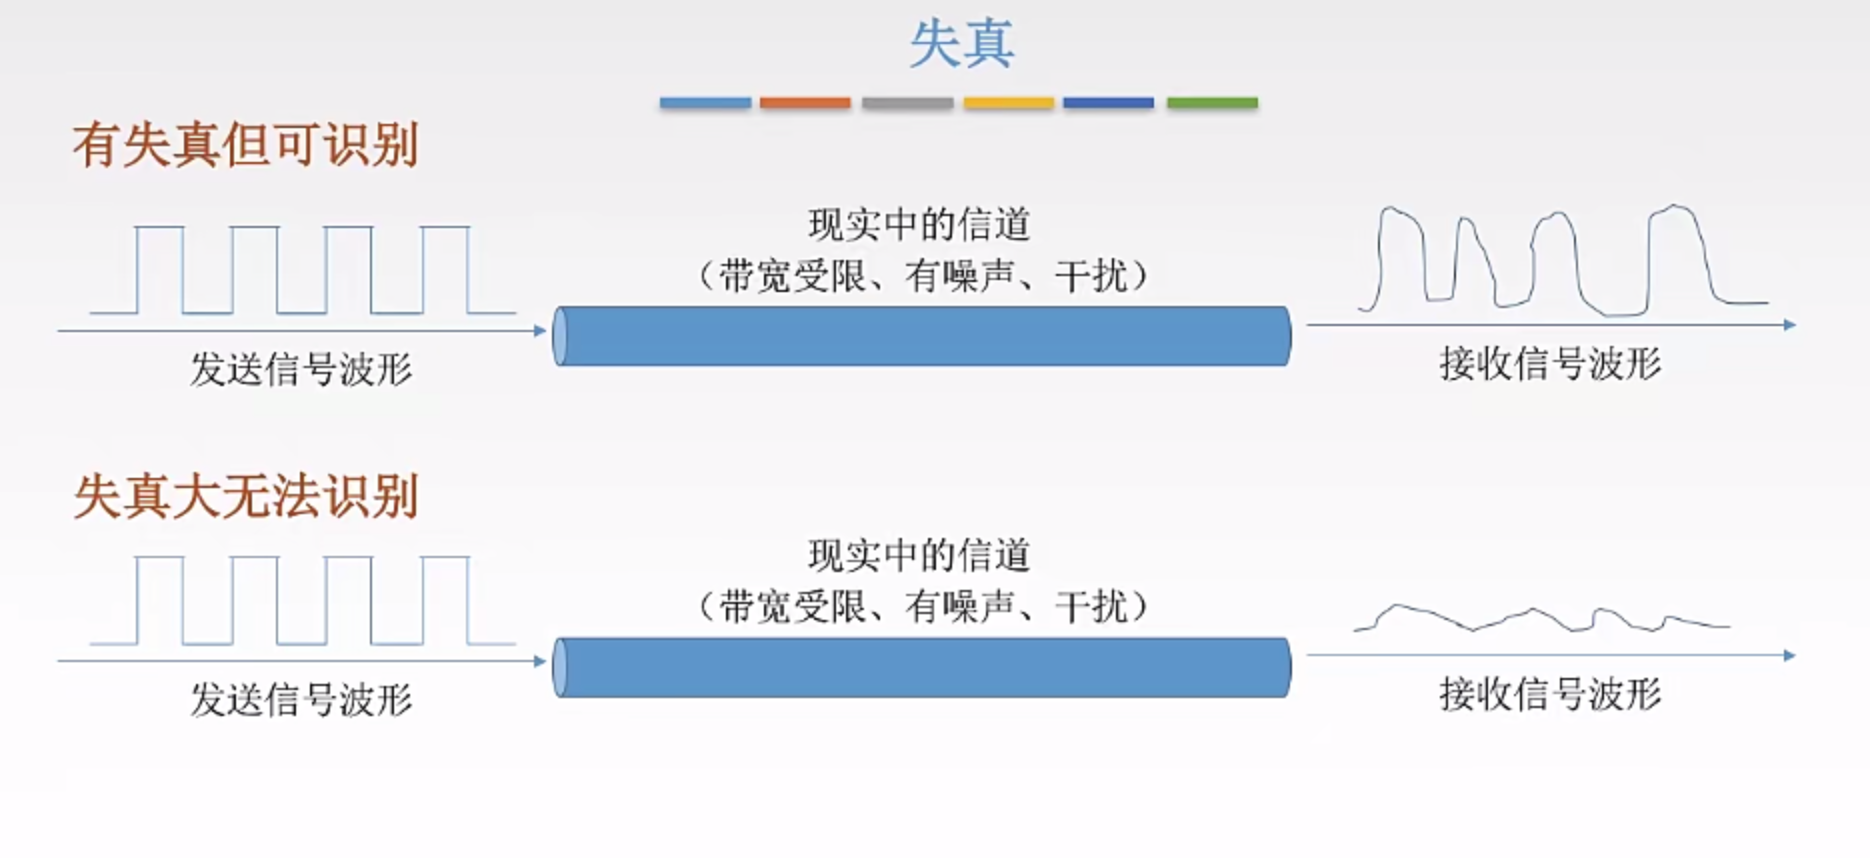 失真
有失真但可识别
现实中的信道
（带宽受限、有噪声、干扰）
发送信号波形
接收信号波形
失真大无法识别
现实中的信道
（带宽受限、有噪声、干扰）
发送信号波形
接收信号波形